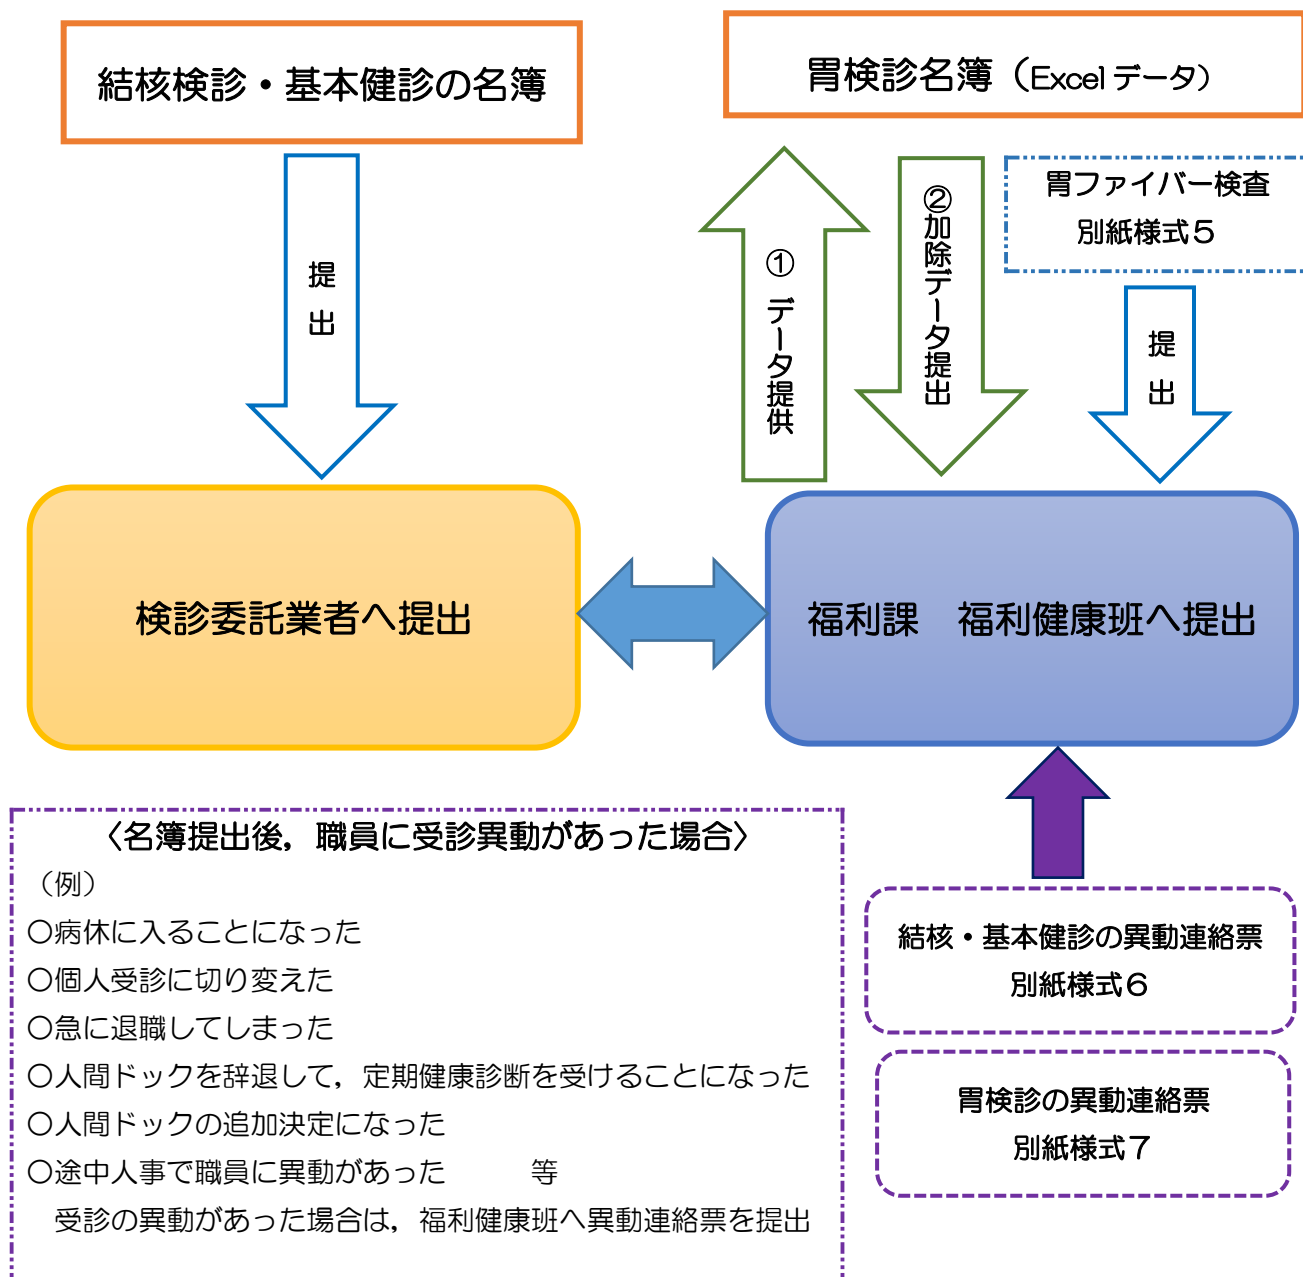 結核検診・基本健診の名簿
胃検診名簿（Excel データ）
提出
① データ提供
②加除データ提出
胃ファイバー検査
別紙様式５
提出
検診委託業者へ提出
福利課　福利健康班へ提出
〈名簿提出後，職員に受診異動があった場合〉
（例）
○病休に入ることになった
○個人受診に切り変えた
○急に退職してしまった
○人間ドックを辞退して，定期健康診断を受けることになった
○人間ドックの追加決定になった
○途中人事で職員に異動があった　　　等
受診の異動があった場合は，福利健康班へ異動連絡票を提出
結核・基本健診の異動連絡票
別紙様式６
胃検診の異動連絡票
別紙様式７